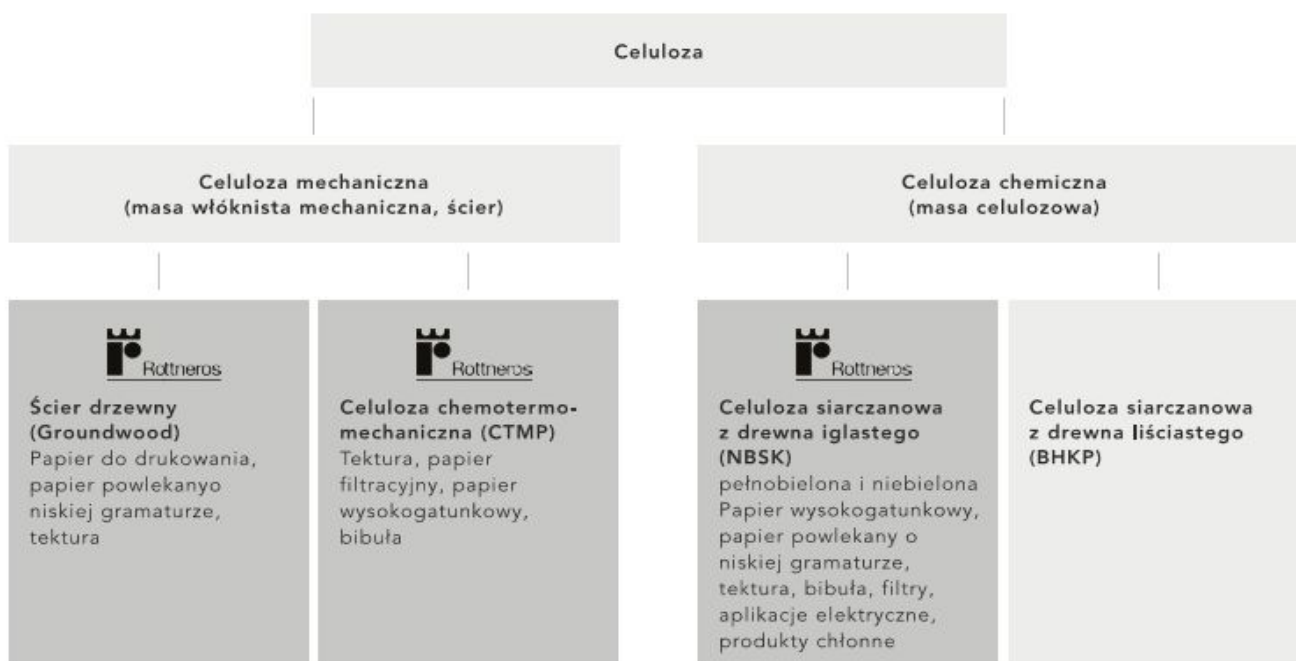 Celuloza
Celuloza mechaniczna
(masa włóknista mechaniczna, ścier)
Celuloza chemiczna
(masa celulozowa)
Rottneros
Ścier drzewny
(Groundwood)
Papier do drukowania,
papier powlekanyo
niskiej gramaturze,
tektura
Rottneros
Celuloza chemotermo-
mechaniczna (CTMP)
Tektura, papier
filtracyjny, papier
wysokogatunkowy,
bibuła
Rottneros
Celuloza siarczanowa
z drewna iglastego
(NBSK)
pełnobielona i niebielona
Papier wysokogatunkowy,
papier powlekany o
niskiej gramaturze,
tektura, bibuła, filtry,
aplikacje elektryczne,
produkty chłonne
Celuloza siarczanowa
z drewna liściastego
(BHKP)